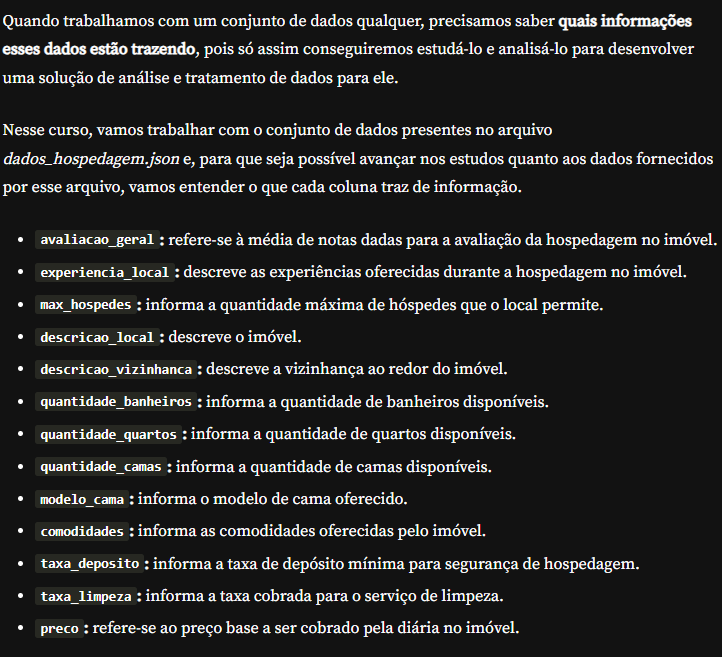 Quando trabalhamos com um conjunto de dados qualquer, precisamos saber quais informações
esses dados estão trazendo, pois só assim conseguiremos estudá-lo e analisá-lo para desenvolver
uma solução de análise e tratamento de dados para ele.
Nesse curso, vamos trabalhar com o conjunto de dados presentes no arquivo
dados_hospedagem.json e, para que seja possível avançar nos estudos quanto aos dados fornecidos
por esse arquivo, vamos entender o que cada coluna traz de informação.
• avaliacao_geral : refere-se à média de notas dadas para a avaliação da hospedagem no imóvel.
• experiencia_local : descreve as experiências oferecidas durante a hospedagem no imóvel.
• max_hospedes : informa a quantidade máxima de hóspedes que o local permite.
• descricao_local : descreve o imóvel.
• descricao_vizinhanca : descreve a vizinhança ao redor do imóvel.
• quantidade_banheiros : informa a quantidade de banheiros disponíveis.
• quantidade_quartos : informa a quantidade de quartos disponíveis.
• quantidade_camas : informa a quantidade de camas disponíveis.
• modelo_cama : informa o modelo de cama oferecido.
• comodidades : informa as comodidades oferecidas pelo imóvel.
• taxa_deposito : informa a taxa de depósito mínima para segurança de hospedagem.
• taxa_limpeza : informa a taxa cobrada para o serviço de limpeza.
• preco : refere-se ao preço base a ser cobrado pela diária no imóvel.